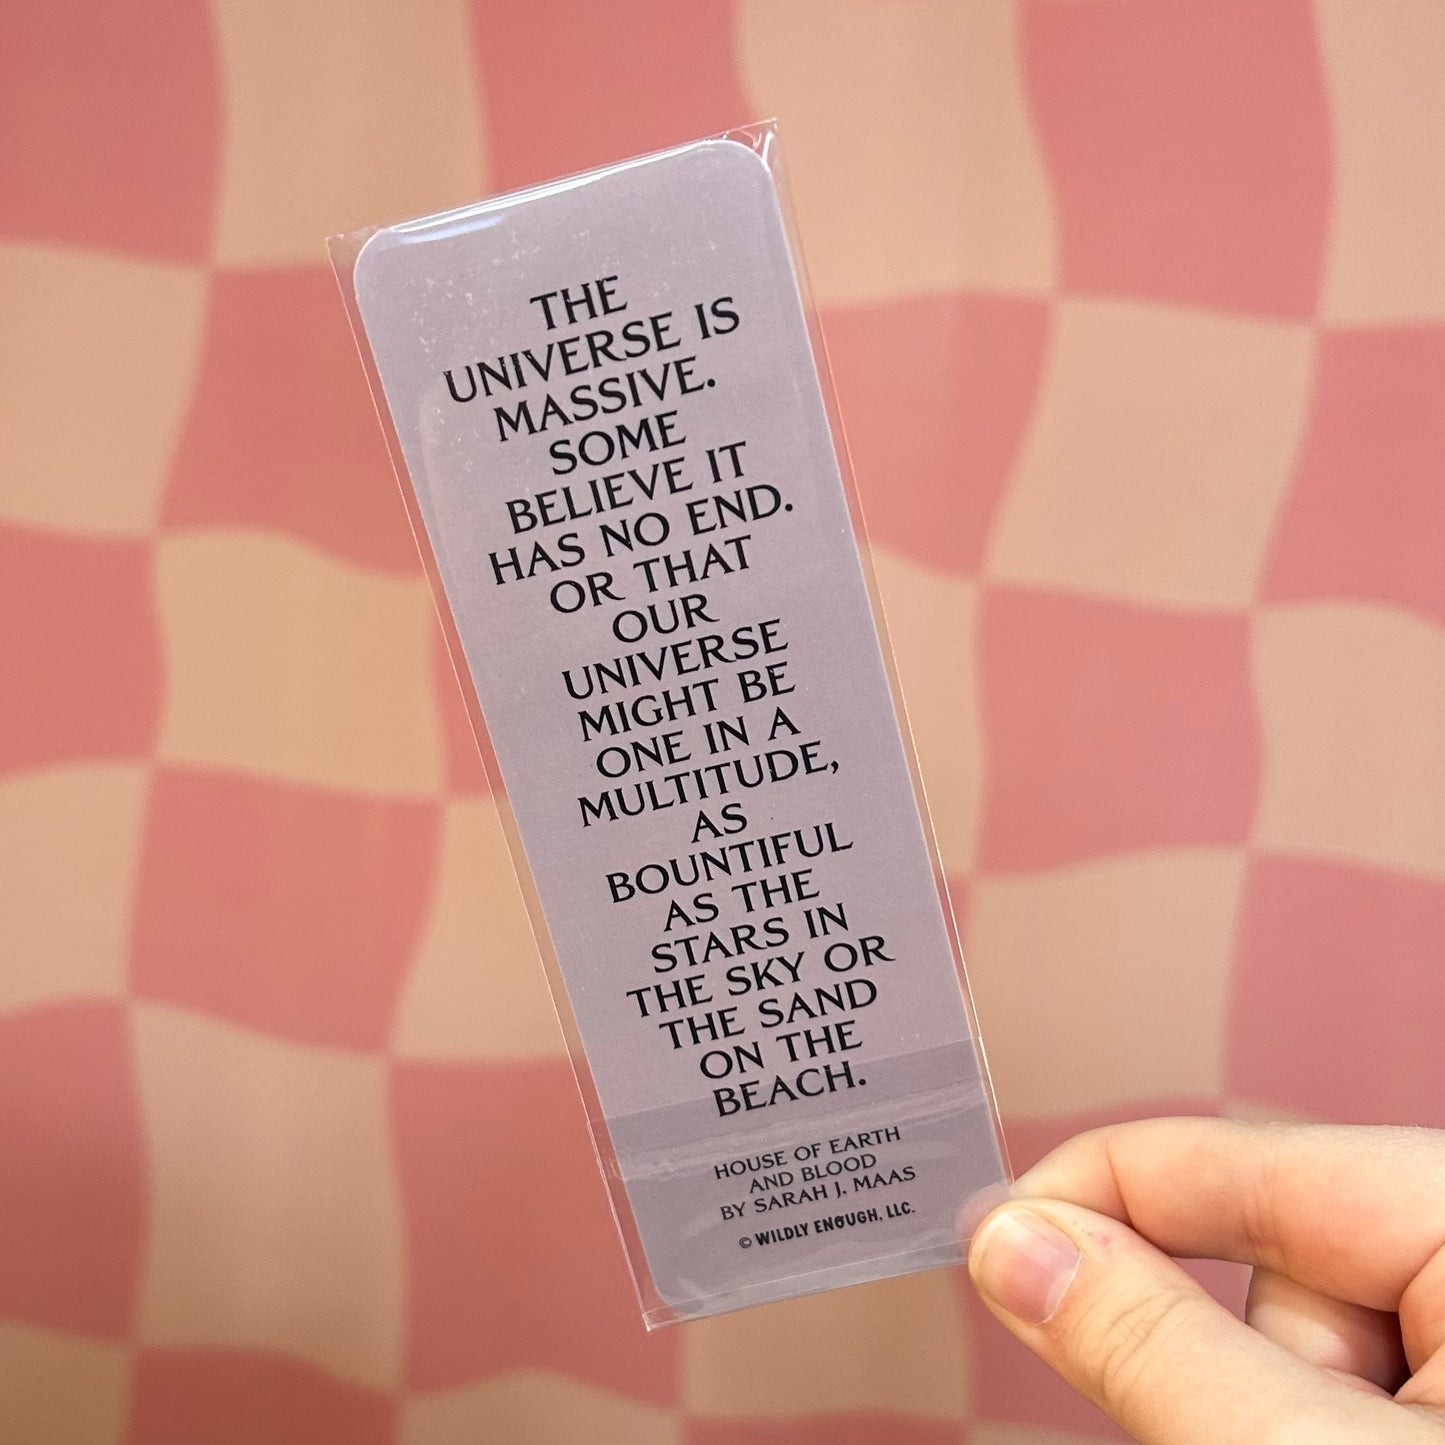 THE
UNIVERSE IS
MASSIVE.
SOME
BELIEVE IT
HAS NO END.
OR THAT
OUR
UNIVERSE
MIGHT BE
ONE IN A
MULTITUDE,
AS
BOUNTIFUL
AS THE
STARS IN
THE SKY OR
THE SAND
ON THE
BEACH.
HOUSE OF EARTH
AND BLOOD
BY SARAH J. MAAS
© WILDLY ENOUGH, LLC.